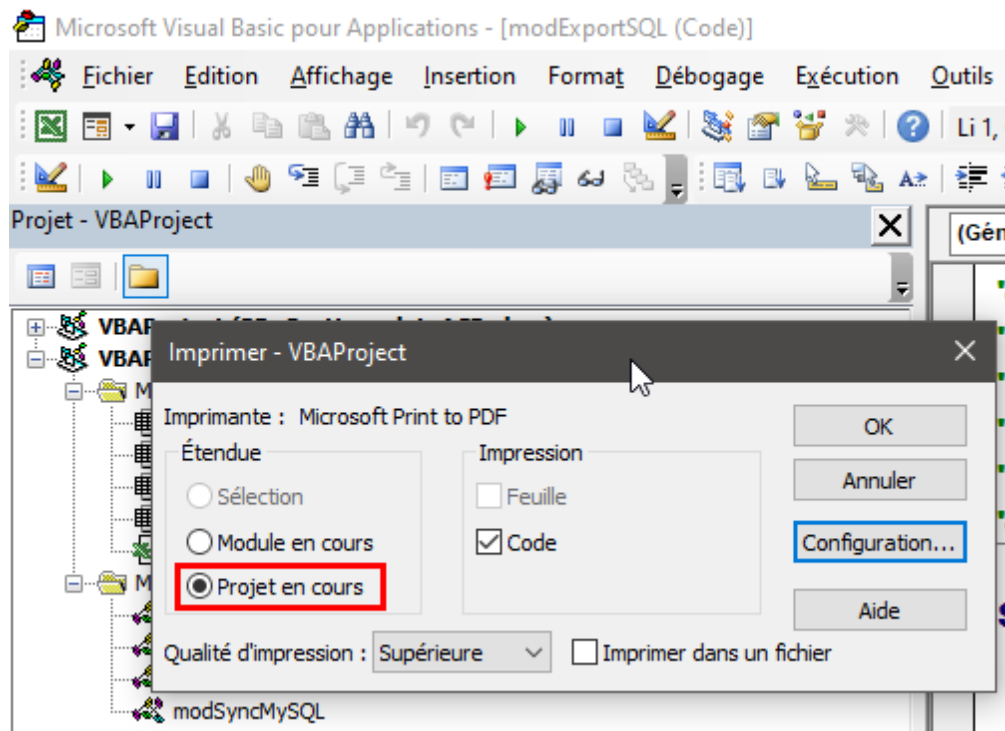 Microsoft Visual Basic pour Applications - [modExportSQL (Code)]
Fichier Edition Affichage Insertion Format Débogage Exécution Outils
Li 1,
Projet - VBAProject
(Gén
Imprimer - VBAProject
Imprimante : Microsoft Print to PDF
OK
Étendue
Impression
Annuler
Sélection
Feuille
Module en cours
Code
Configuration...
Projet en cours
Aide
Qualité d'impression : Supérieure
Imprimer dans un fichier
modSyncMySQL